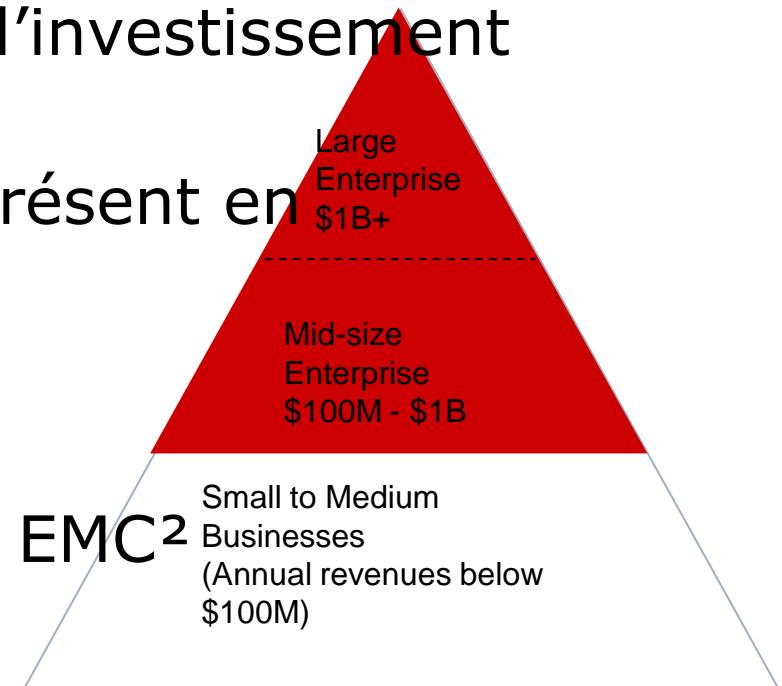 l’investissement
Large
Enterprise
$1B+
résent en
Mid-size
Enterprise
$100M - $1B
EMC²
Small to Medium
Businesses
(Annual revenues below
$100M)